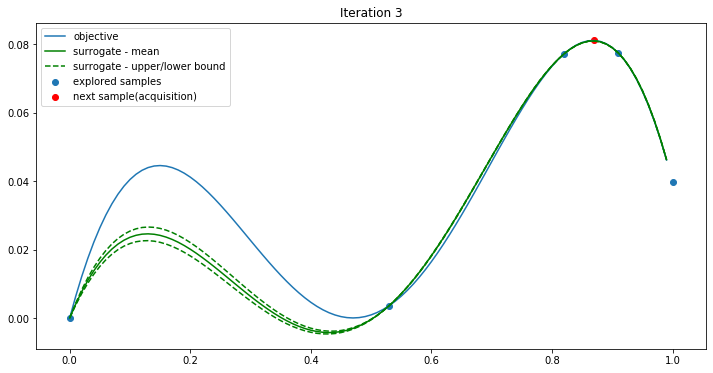 Iteration 3
objective
surrogate - mean
surrogate - upper/lower bound
explored samples
next sample(acquisition)
0.08
0.06
0.04
0.02
0.00
0.0 0.2 0.4 0.6 0.8 1.0